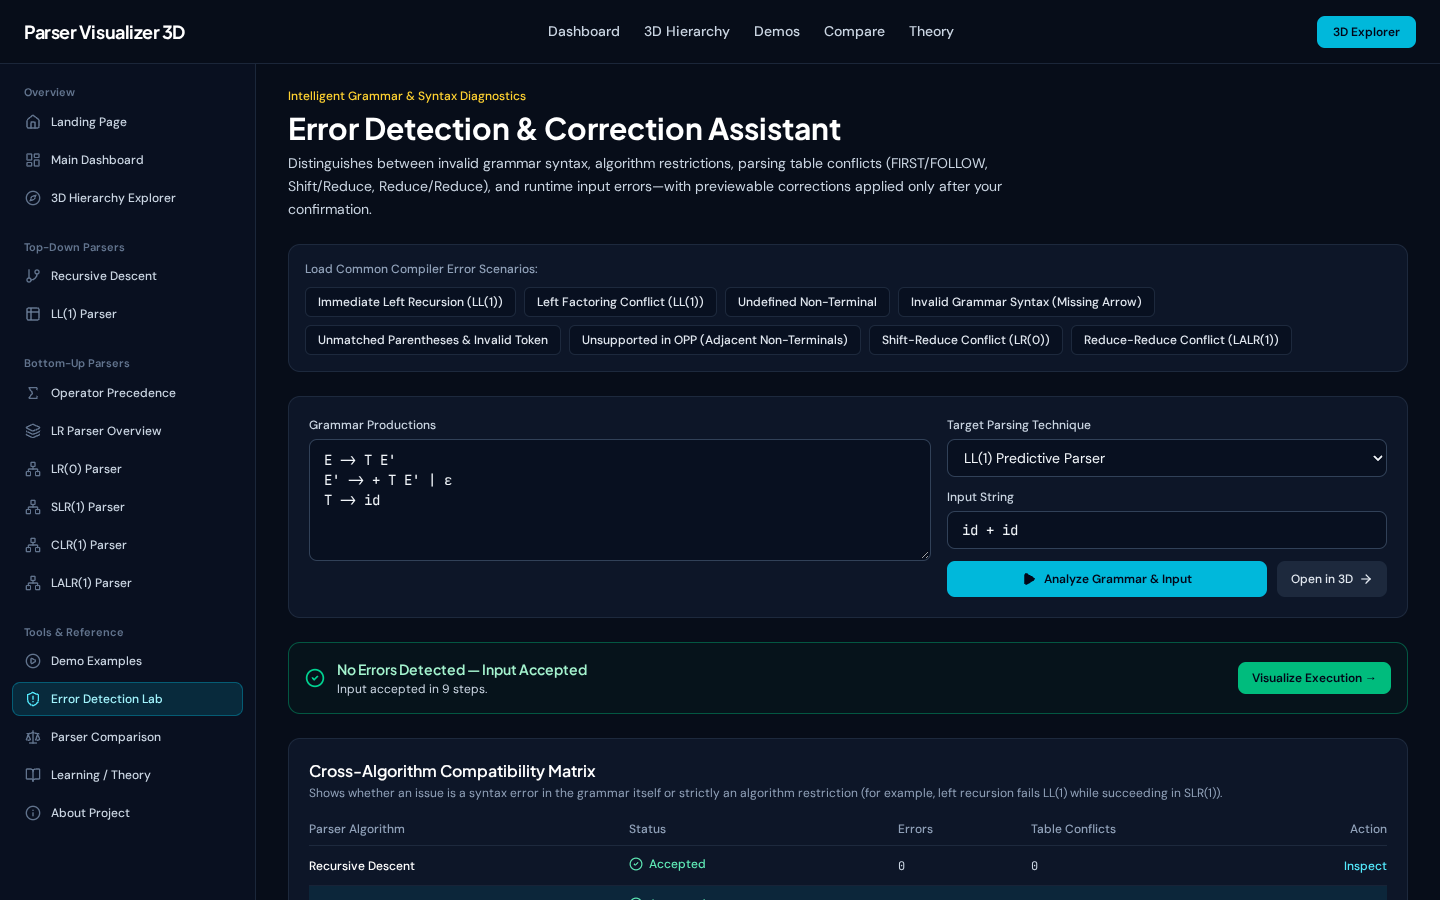 Parser Visualizer 3D
Dashboard
3D Hierarchy
Demos
Compare
Theory
3D Explorer
Overview
Landing Page
Main Dashboard
3D Hierarchy Explorer
Top-Down Parsers
Recursive Descent
LL(1) Parser
Bottom-Up Parsers
Operator Precedence
LR Parser Overview
LR(0) Parser
SLR(1) Parser
CLR(1) Parser
LALR(1) Parser
Tools & Reference
Demo Examples
Error Detection Lab
Parser Comparison
Learning / Theory
About Project
Intelligent Grammar & Syntax Diagnostics
Error Detection & Correction Assistant
Distinguishes between invalid grammar syntax, algorithm restrictions, parsing table conflicts (FIRST/FOLLOW,
Shift/Reduce, Reduce/Reduce), and runtime input errors—with previewable corrections applied only after your
confirmation.
Load Common Compiler Error Scenarios:
Immediate Left Recursion (LL(1))
Left Factoring Conflict (LL(1))
Undefined Non-Terminal
Invalid Grammar Syntax (Missing Arrow)
Unmatched Parentheses & Invalid Token
Unsupported in OPP (Adjacent Non-Terminals)
Shift-Reduce Conflict (LR(0))
Reduce-Reduce Conflict (LALR(1))
Grammar Productions
E -> T E'
E' -> + T E' | ε
T -> id
Target Parsing Technique
LL(1) Predictive Parser
Input String
id + id
Analyze Grammar & Input
Open in 3D →
No Errors Detected — Input Accepted
Input accepted in 9 steps.
Visualize Execution →
Cross-Algorithm Compatibility Matrix
Shows whether an issue is a syntax error in the grammar itself or strictly an algorithm restriction (for example, left recursion fails LL(1) while succeeding in SLR(1)).
Parser Algorithm Status Errors Table Conflicts Action
Recursive Descent Accepted 0 0 Inspect